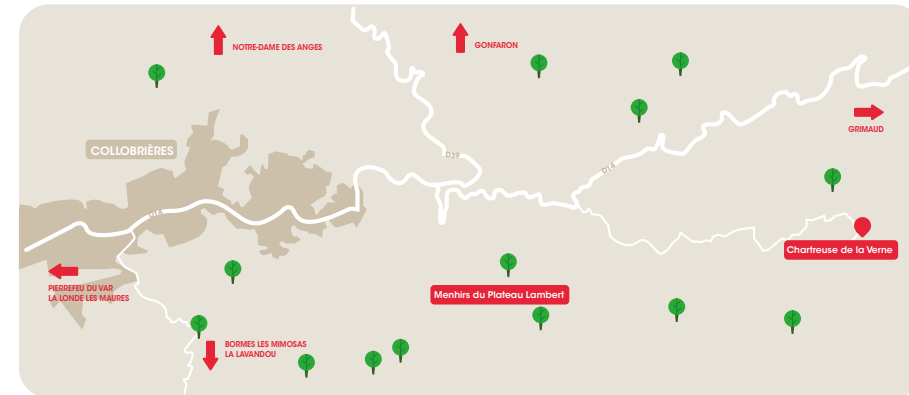 NOTRE-DAME DES ANGES
GONFARON
GRIMAUD
COLLOBRIÈRES
D39
D14
D14
Chartreuse de la Verne
PIERREFEU DU VAR
LA LONDE LES MAURES
Menhirs du Plateau Lambert
BORMES LES MIMOSAS
LA LAVANDOU